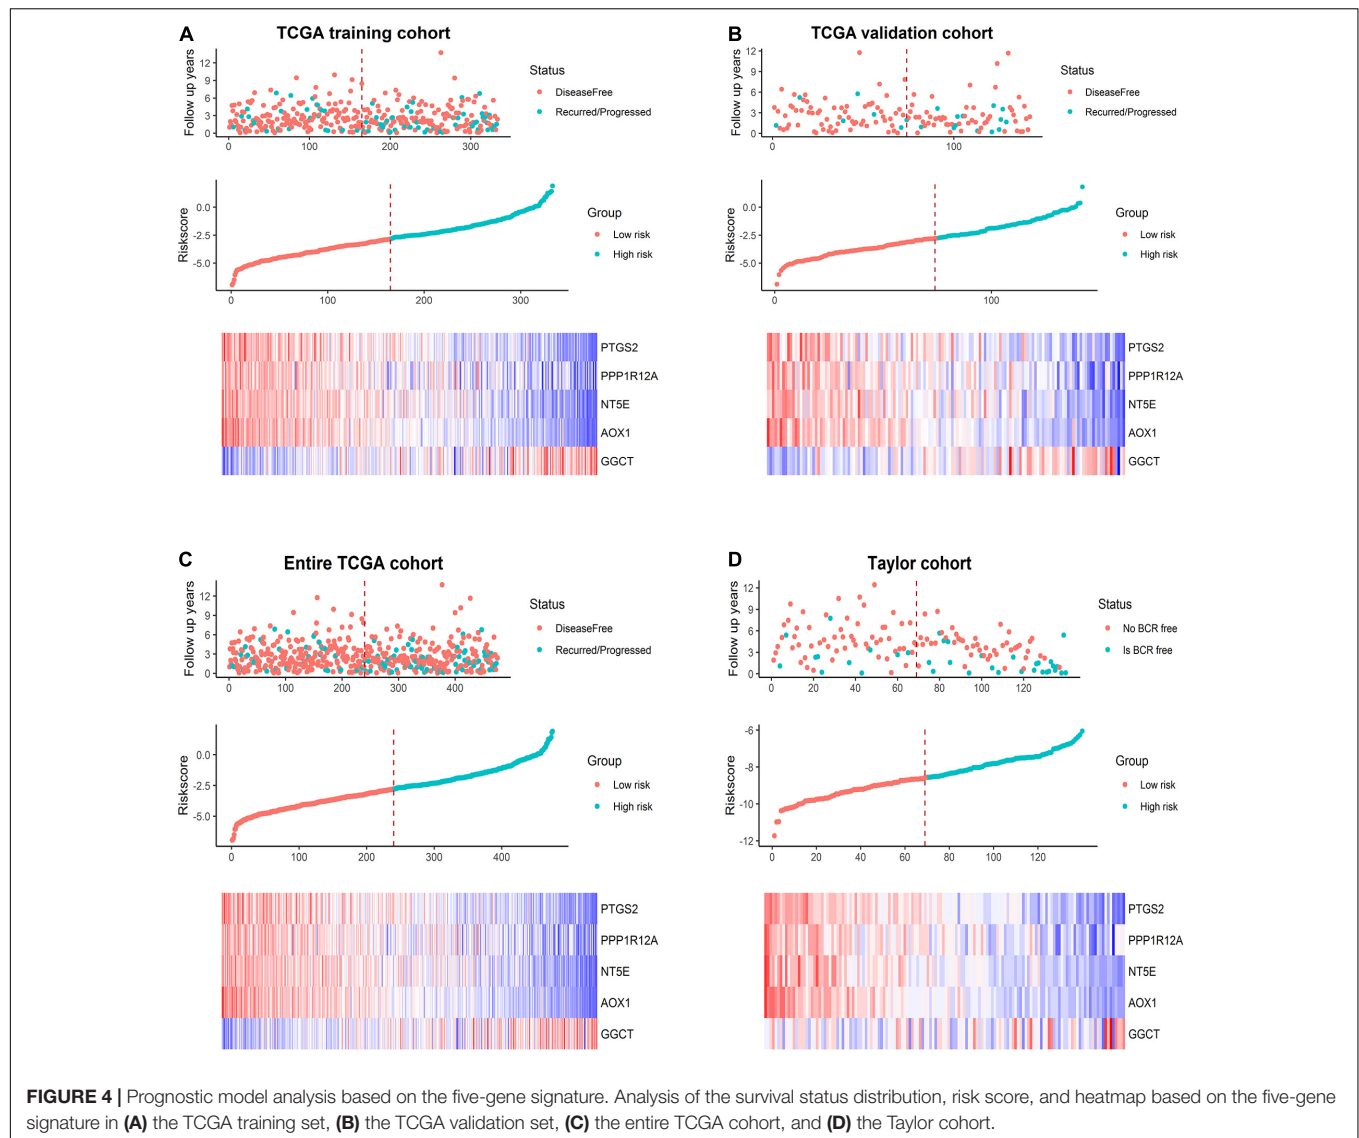 A
TCGA training cohort
Follow up years
12
9
6
3
0
0 100 200 300
Status
DiseaseFree
Recurred/Progressed
Riskscore
0.0
-2.5
-5.0
0 100 200 300
Group
Low risk
High risk
PTGS2
PPP1R12A
NT5E
AOX1
GGCT
B
TCGA validation cohort
Follow up years
12
9
6
3
0
0 100
Status
DiseaseFree
Recurred/Progressed
Riskscore
0.0
-2.5
-5.0
0 100
Group
Low risk
High risk
PTGS2
PPP1R12A
NT5E
AOX1
GGCT
C
Entire TCGA cohort
Follow up years
12
9
6
3
0
0 100 200 300 400
Status
DiseaseFree
Recurred/Progressed
Riskscore
0.0
-2.5
-5.0
0 100 200 300 400
Group
Low risk
High risk
PTGS2
PPP1R12A
NT5E
AOX1
GGCT
D
Taylor cohort
Follow up years
12
9
6
3
0
0 20 40 60 80 100 120
Status
No BCR free
Is BCR free
Riskscore
-6
-8
-10
-12
0 20 40 60 80 100 120
Group
Low risk
High risk
PTGS2
PPP1R12A
NT5E
AOX1
GGCT
FIGURE 4 | Prognostic model analysis based on the five-gene signature. Analysis of the survival status distribution, risk score, and heatmap based on the five-gene
signature in (A) the TCGA training set, (B) the TCGA validation set, (C) the entire TCGA cohort, and (D) the Taylor cohort.